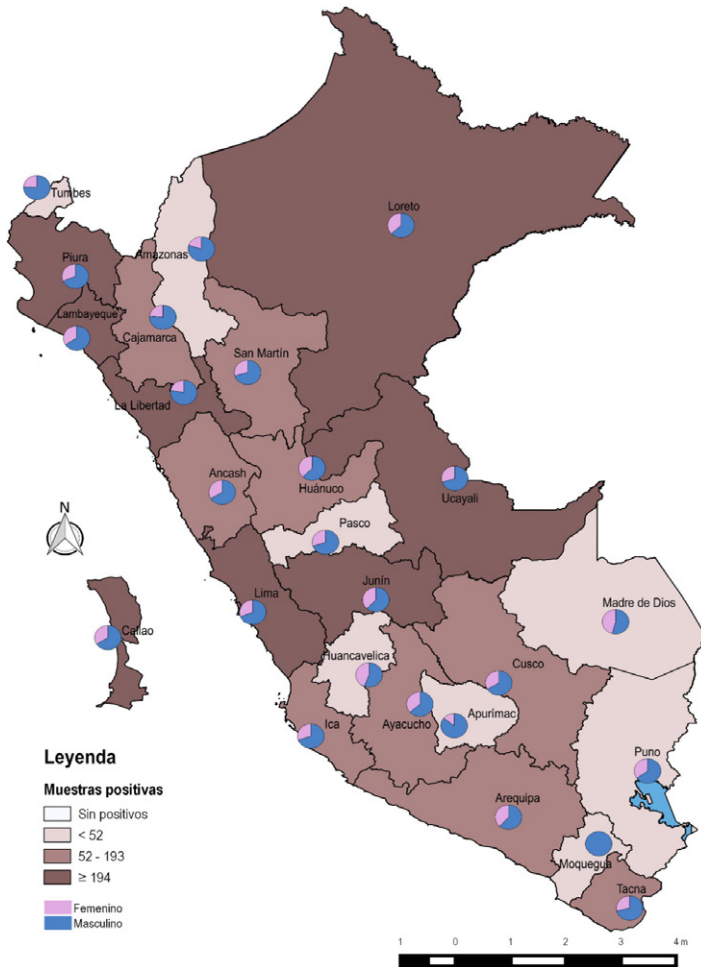 Loreto
Tumbes
Amazonas
Piura
Lambayeque
Cajamarca
San Martín
La Libertad
Ancash
Huánuco
Ucayali
N
Pasco
Lima
Junín
Madre de Dios
Callao
Huancavelica
Cusco
Ica
Ayacucho
Apurímac
Puno
Arequipa
Moquegua
Tacna
Leyenda
Muestras positivas
Sin positivos
< 52
52 - 193
≥ 194
Femenino
Masculino
1 0 1 2 3 4 m